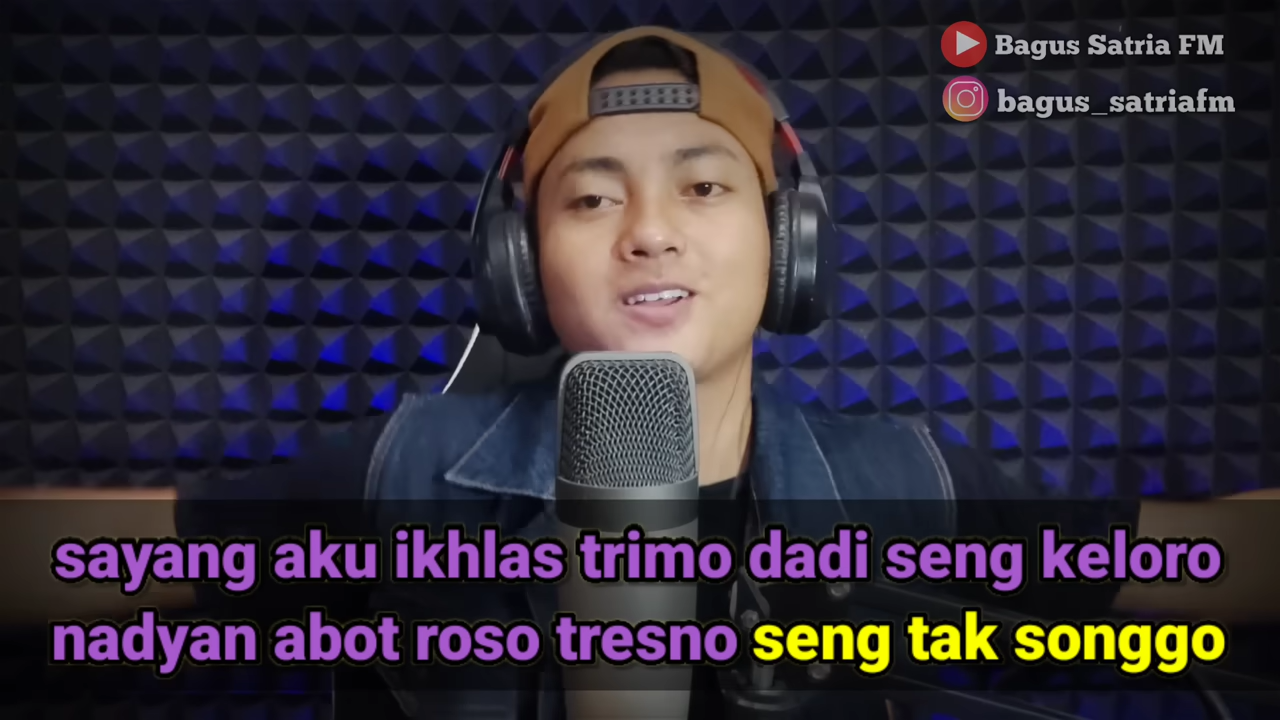 Bagus Satria FM
bagus_satriafm
sayang aku ikhlas trimo dadi seng keloro
nadyan abot roso tresno seng tak songgo